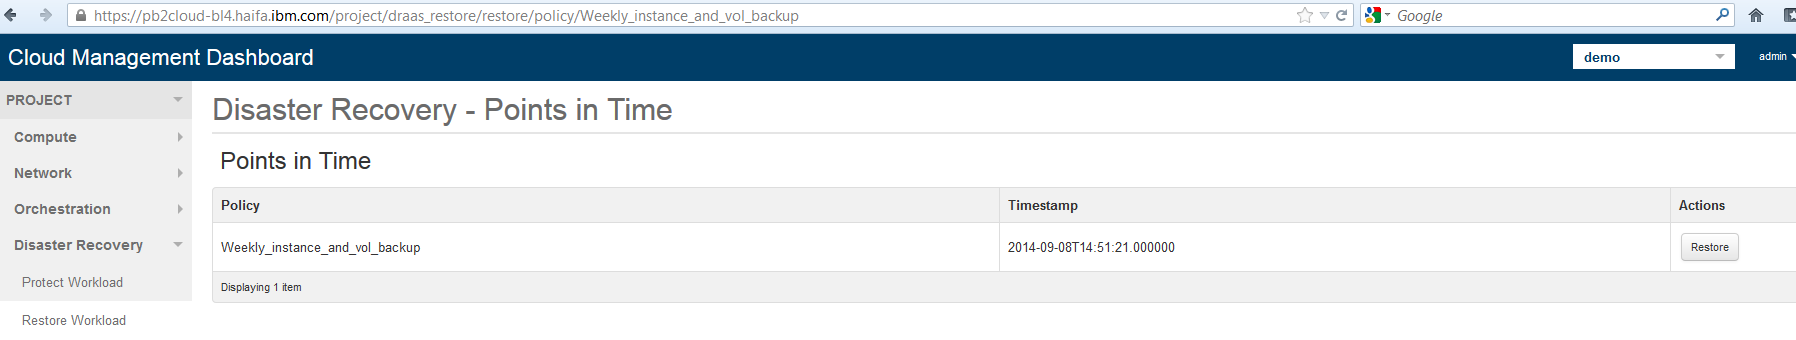 https://pb2cloud-bl4.haifa.ibm.com/project/draas_restore/restore/policy/Weekly_instance_and_vol_backup
Google
Cloud Management Dashboard
demo
admin
PROJECT
Compute
Network
Orchestration
Disaster Recovery
Protect Workload
Restore Workload
Disaster Recovery - Points in Time
Points in Time
Policy Timestamp Actions
Weekly_instance_and_vol_backup 2014-09-08T14:51:21.000000 Restore
Displaying 1 item